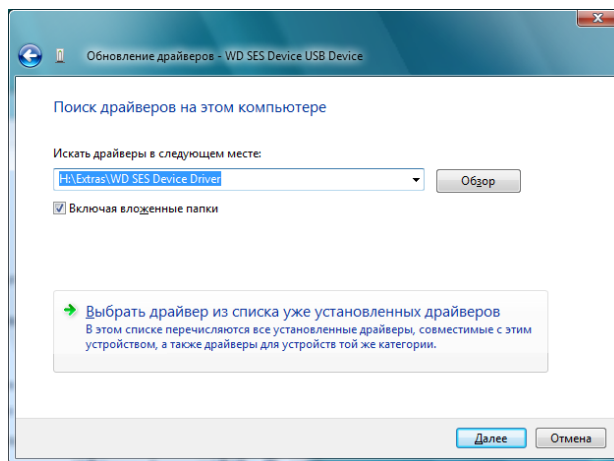 Обновление драйверов - WD SES Device USB Device
Поиск драйверов на этом компьютере
Искать драйверы в следующем месте:
H:\Extras\WD SES Device Driver
Обзор
Включая вложенные папки
Выбрать драйвер из списка уже установленных драйверов
В этом списке перечисляются все установленные драйверы, совместимые с этим
устройством, а также драйверы для устройств той же категории.
Далее
Отмена